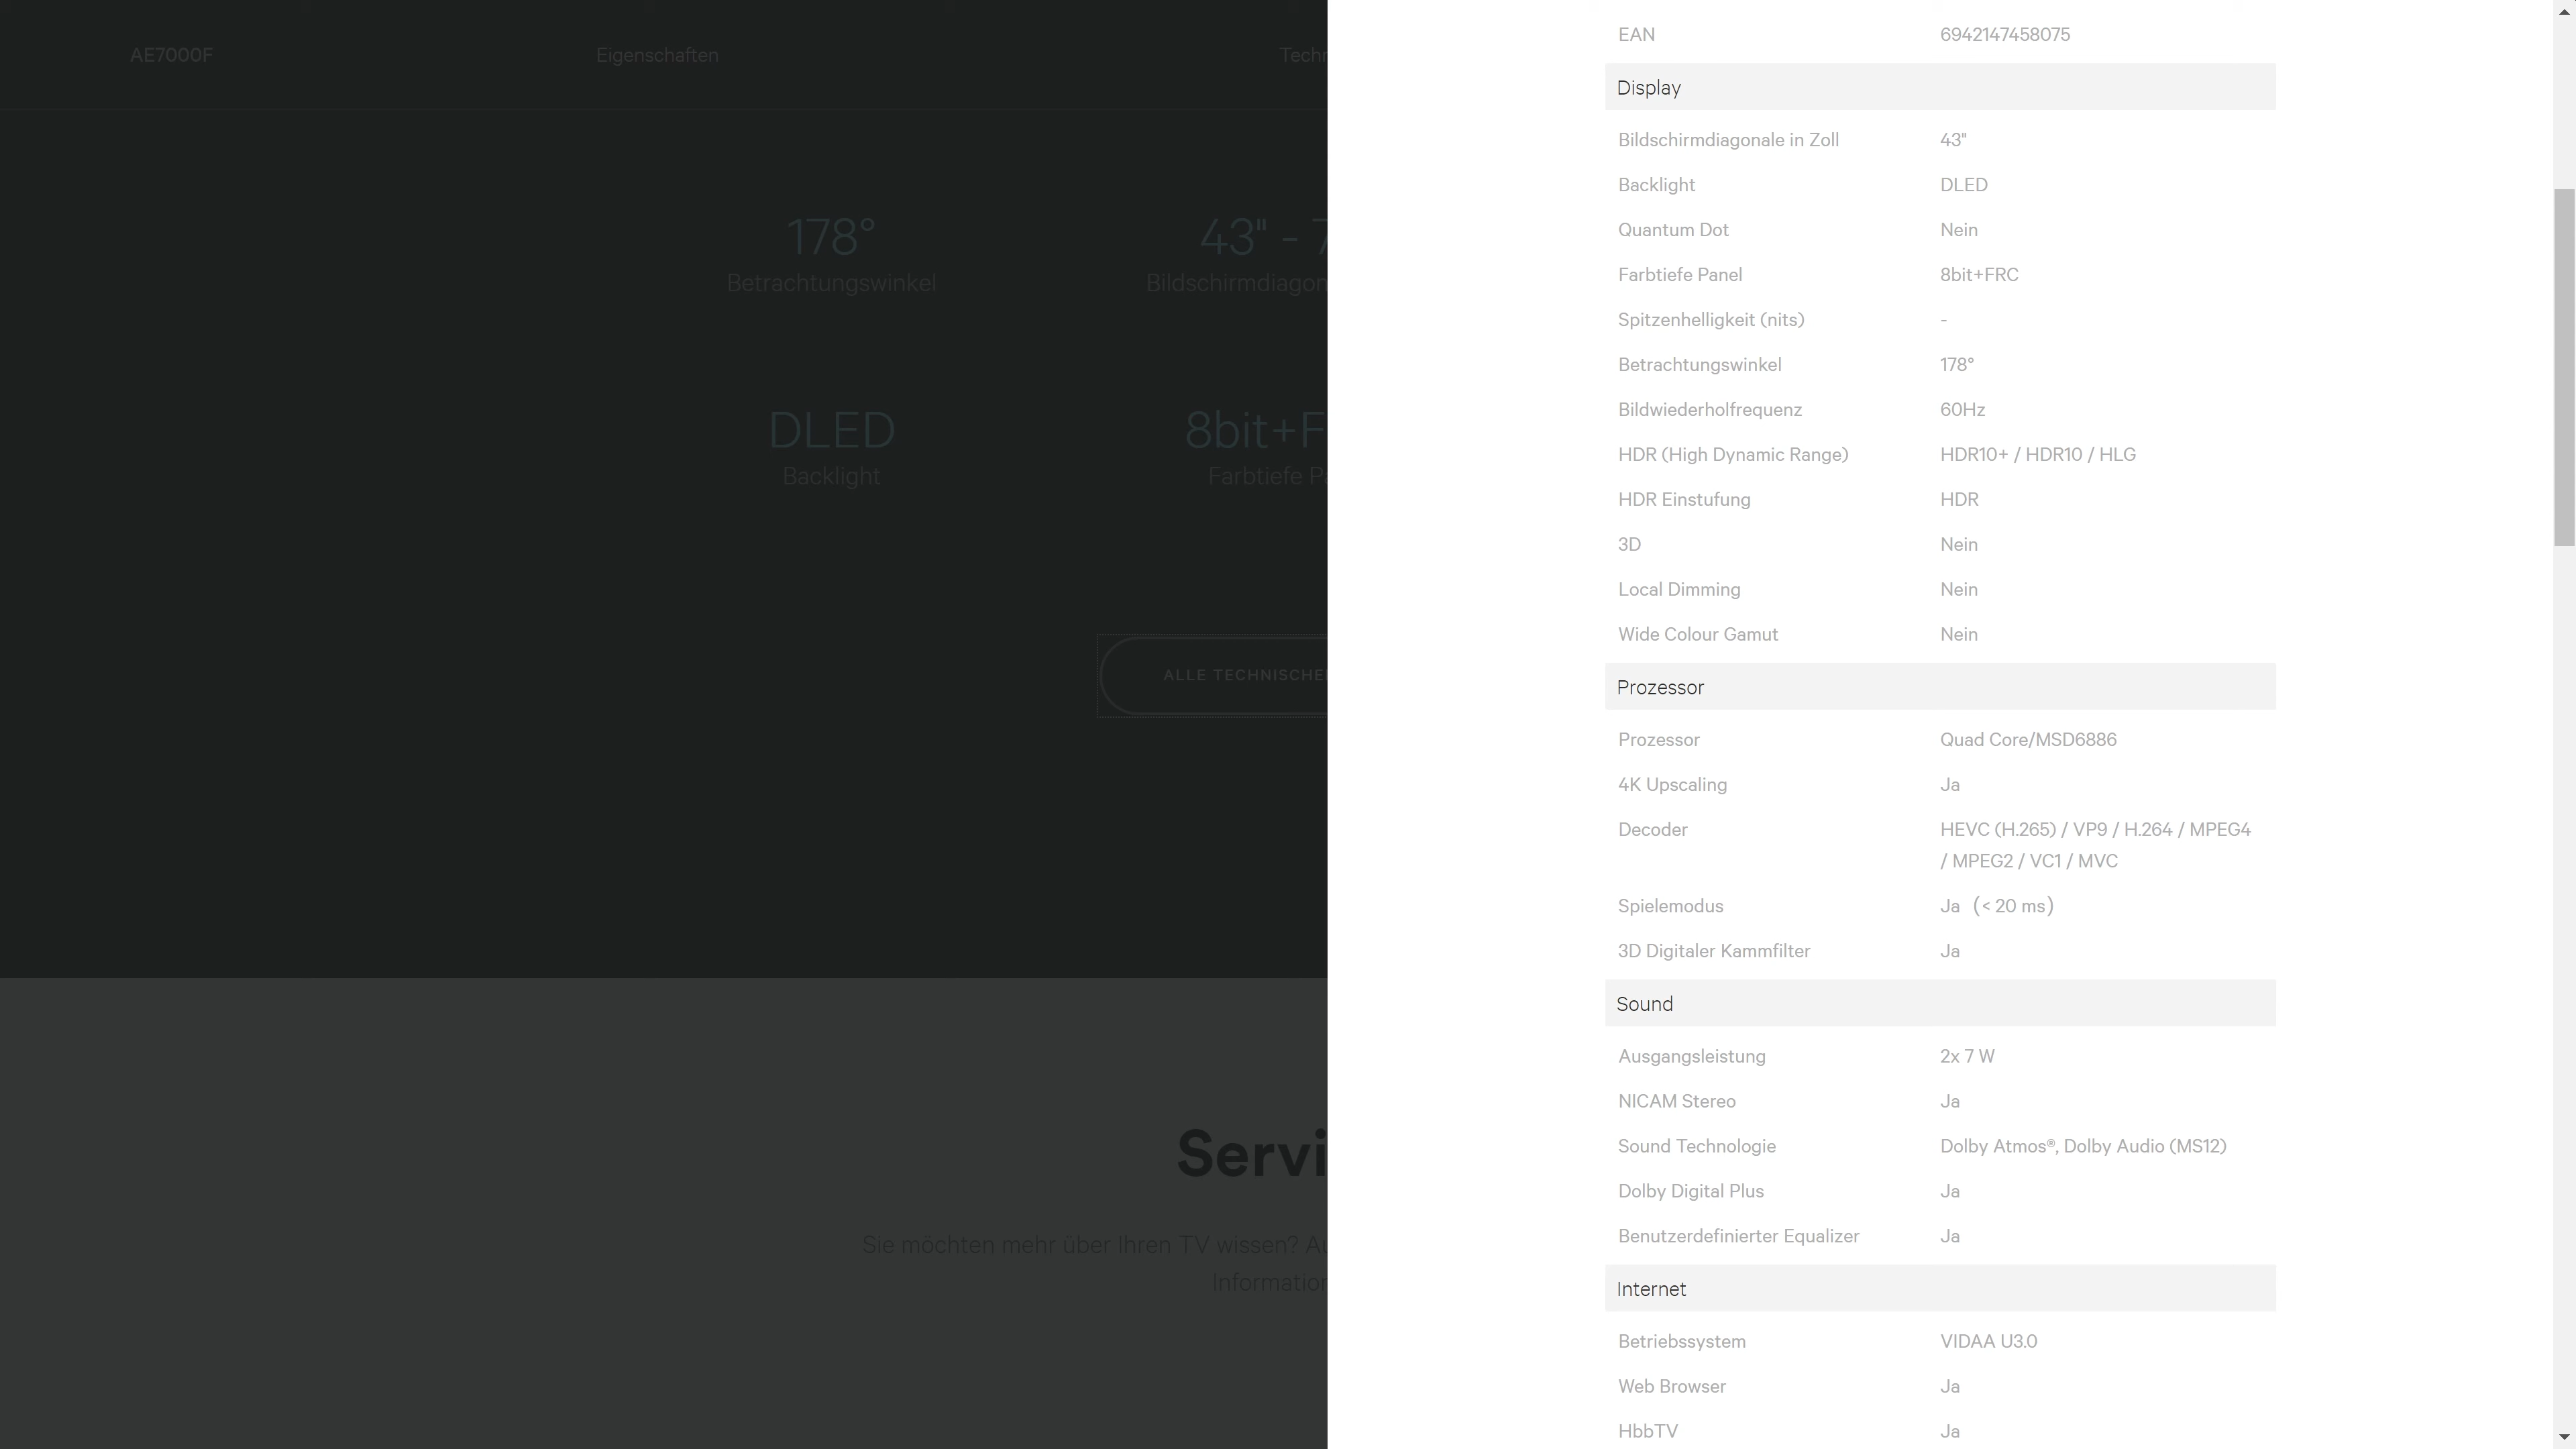 AE7000F
Eigenschaften
178°
Betrachtungswinkel
43" -
Bildschirmdiagon
DLED
Backlight
8bit+F
Farbtiefe
ALLE TECHNISCHE
Servi
Sie möchten mehr über Ihren TV wissen?
Information
EAN 6942147458075
Display
Bildschirmdiagonale in Zoll 43"
Backlight DLED
Quantum Dot Nein
Farbtiefe Panel 8bit+FRC
Spitzenhelligkeit (nits) -
Betrachtungswinkel 178°
Bildwiederholfrequenz 60Hz
HDR (High Dynamic Range) HDR10+ / HDR10 / HLG
HDR Einstufung HDR
3D Nein
Local Dimming Nein
Wide Colour Gamut Nein
Prozessor
Prozessor Quad Core/MSD6886
4K Upscaling Ja
Decoder HEVC (H.265) / VP9 / H.264 / MPEG4
/ MPEG2 / VC1 / MVC
Spielemodus Ja（< 20 ms）
3D Digitaler Kammfilter Ja
Sound
Ausgangsleistung 2x 7 W
NICAM Stereo Ja
Sound Technologie Dolby Atmos®, Dolby Audio (MS12)
Dolby Digital Plus Ja
Benutzerdefinierter Equalizer Ja
Internet
Betriebssystem VIDAA U3.0
Web Browser Ja
HbbTV Ja